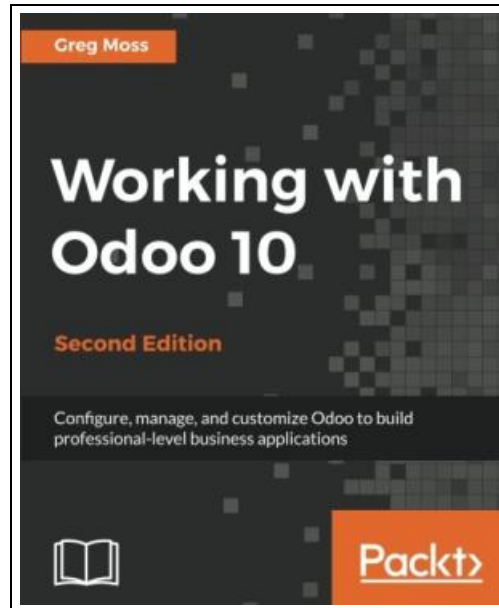 Greg Moss
Working with
Odoo 10
Second Edition
Configure, manage, and customize Odoo to build
professional-level business applications
Packt>